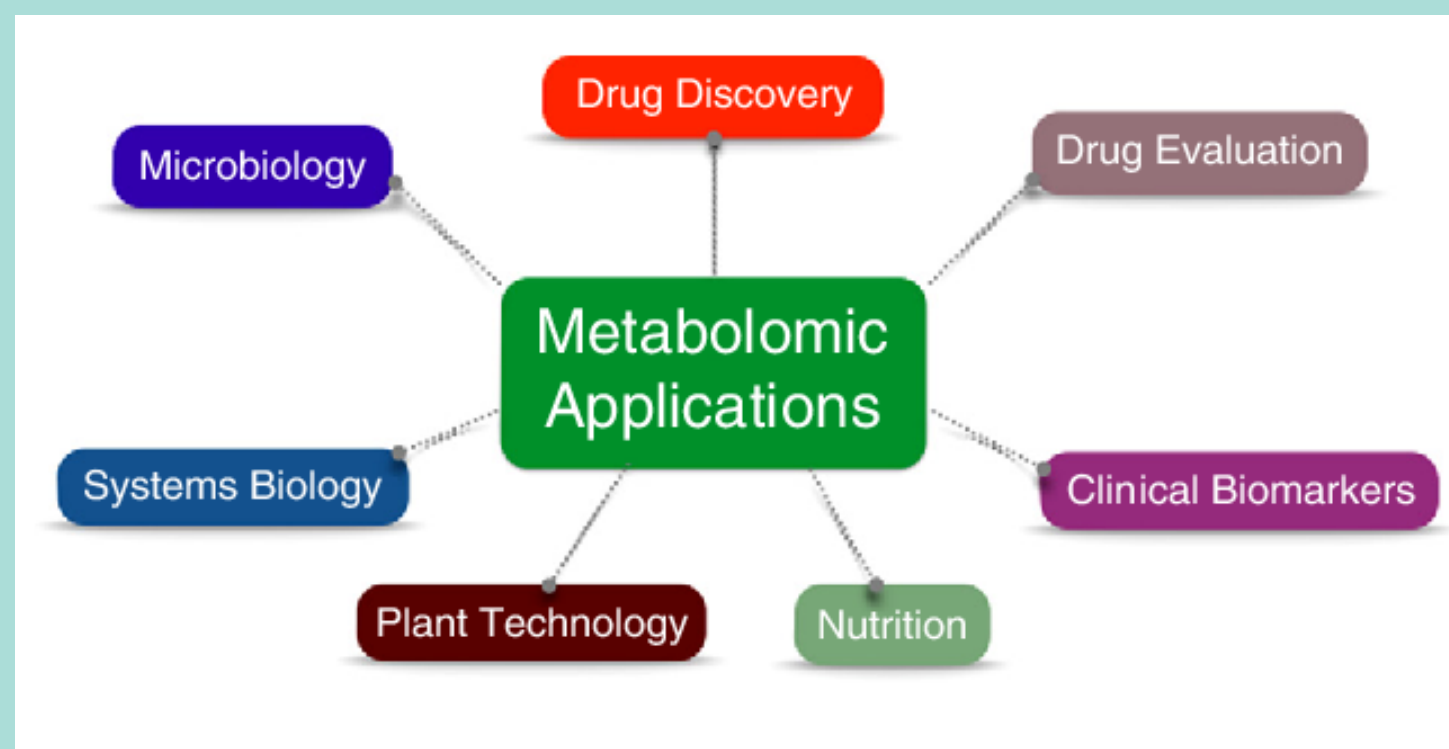 Drug Discovery
Drug Evaluation
Microbiology
Metabolomic
Applications
Systems Biology
Clinical Biomarkers
Plant Technology
Nutrition